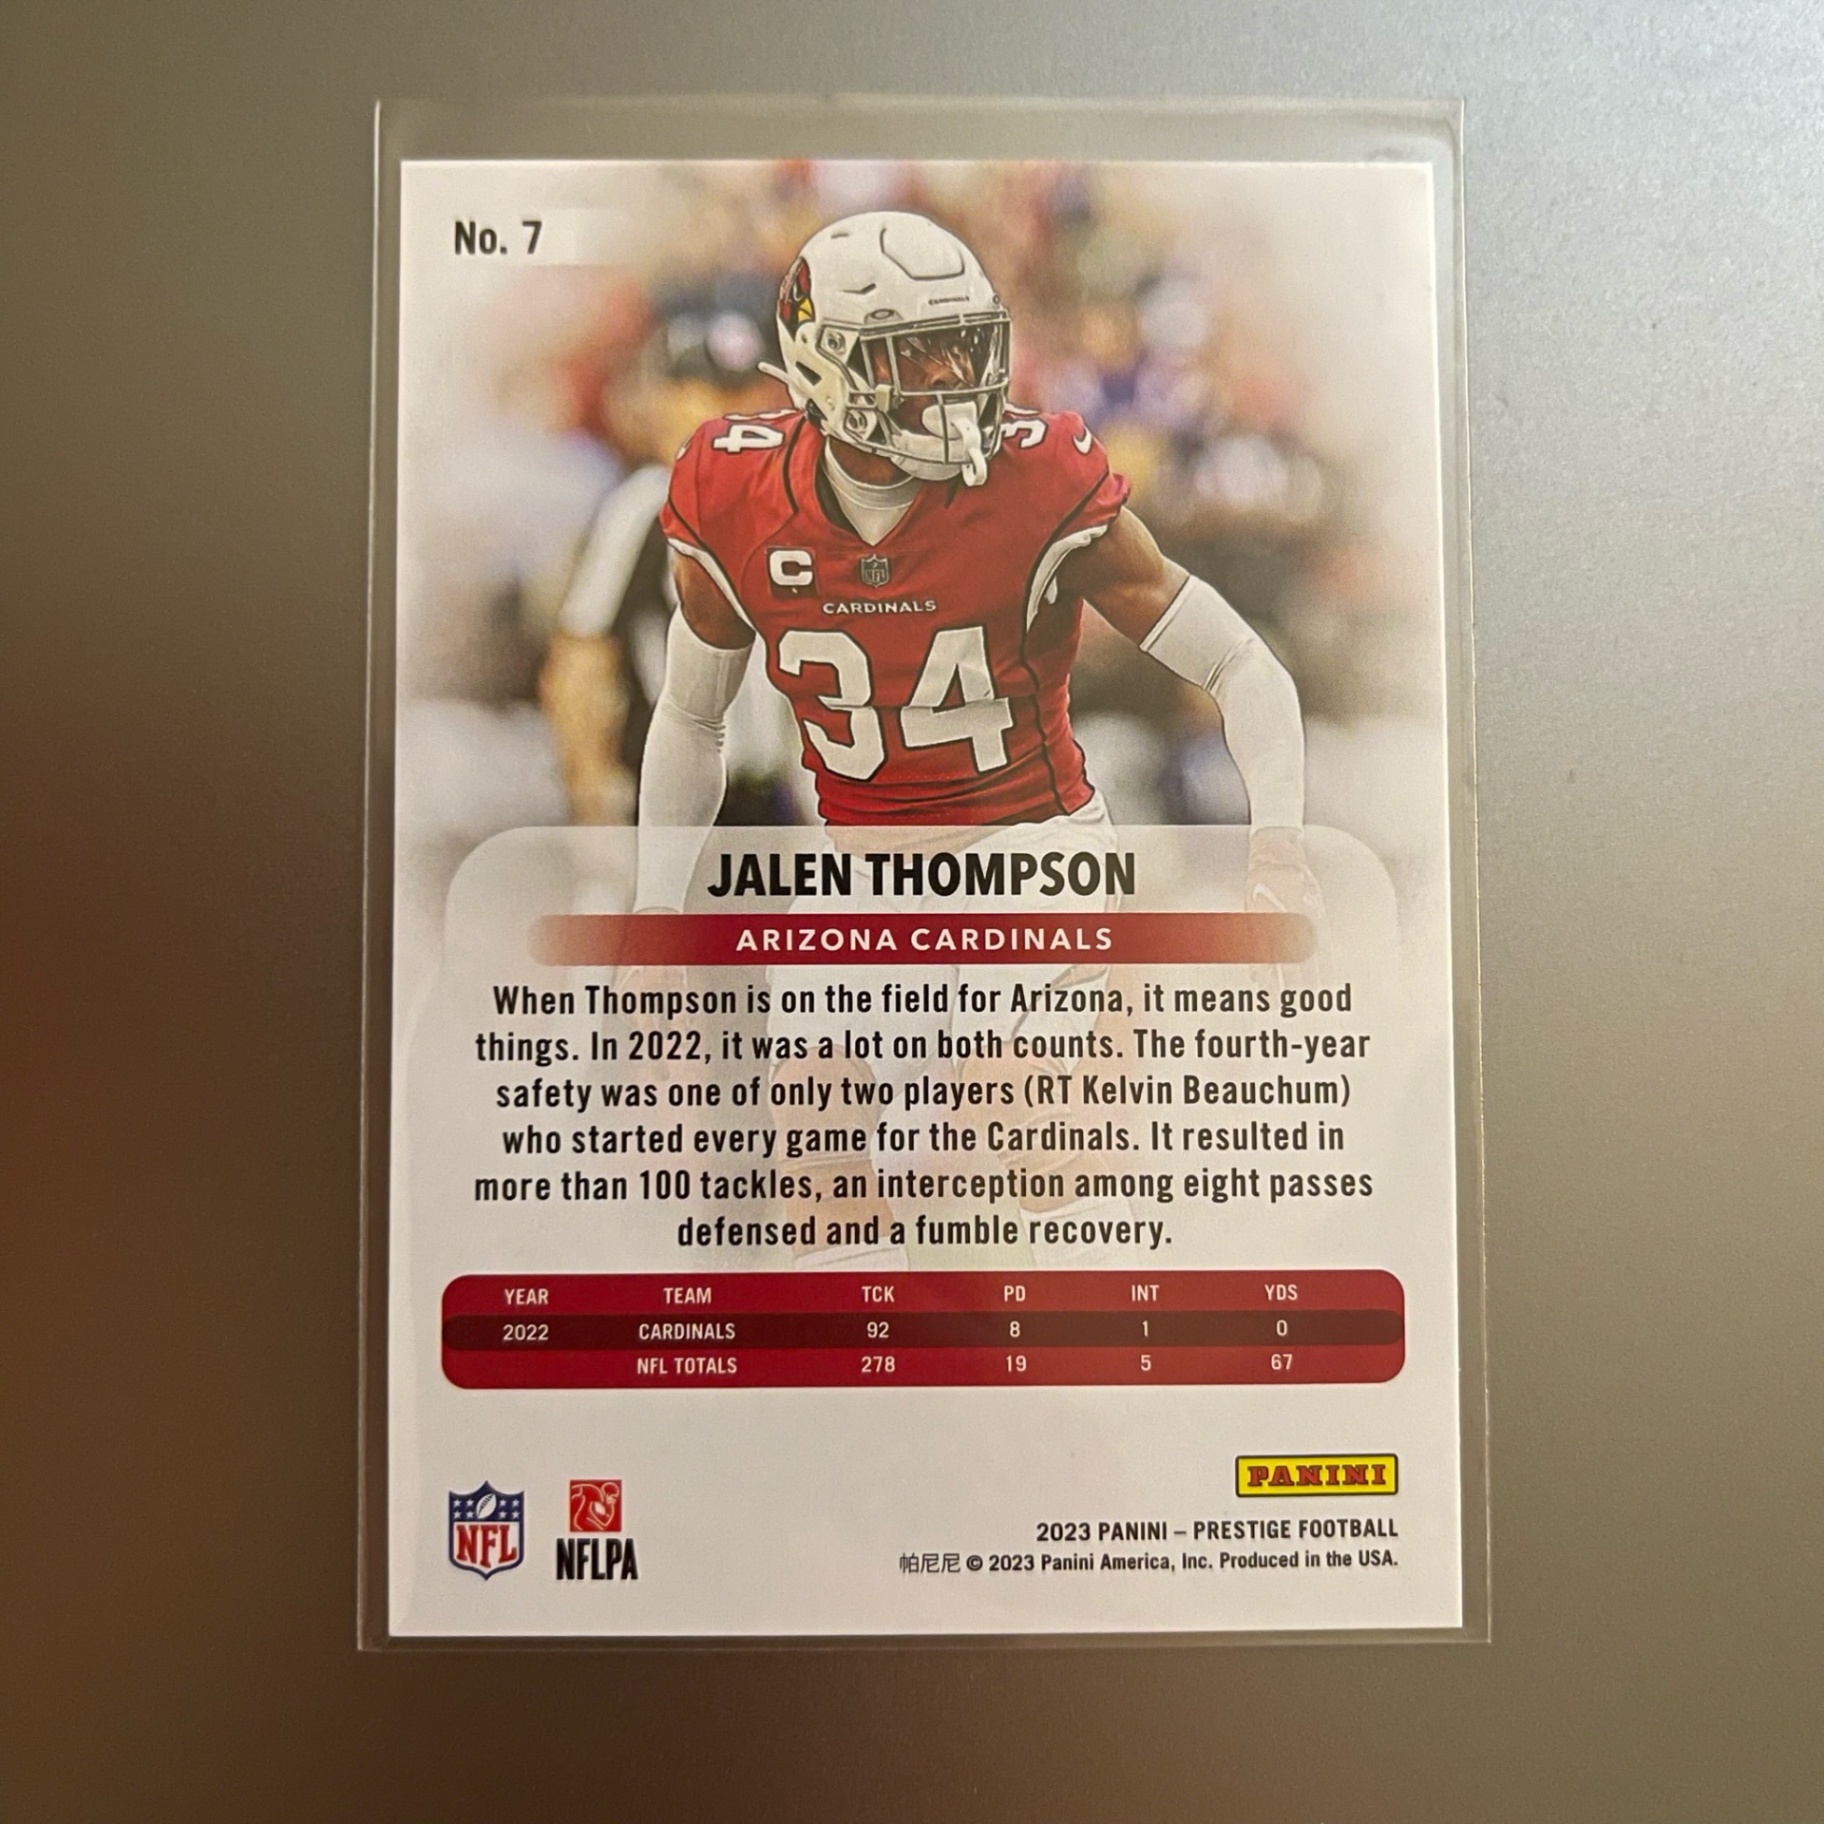 No. 7
34
CARDINALS
C
NFL
CARDINALS
34
JALEN THOMPSON
ARIZONA CARDINALS
When Thompson is on the field for Arizona, it means good
things. In 2022, it was a lot on both counts. The fourth-year
safety was one of only two players (RT Kelvin Beauchum)
who started every game for the Cardinals. It resulted in
more than 100 tackles, an interception among eight passes
defensed and a fumble recovery.
YEAR TEAM TCK PD INT YDS
2022 CARDINALS 92 8 1 0
NFL TOTALS 278 19 5 67
PANINI
NFL
NFLPA
2023 PANINI – PRESTIGE FOOTBALL
帕尼尼 © 2023 Panini America, Inc. Produced in the USA.